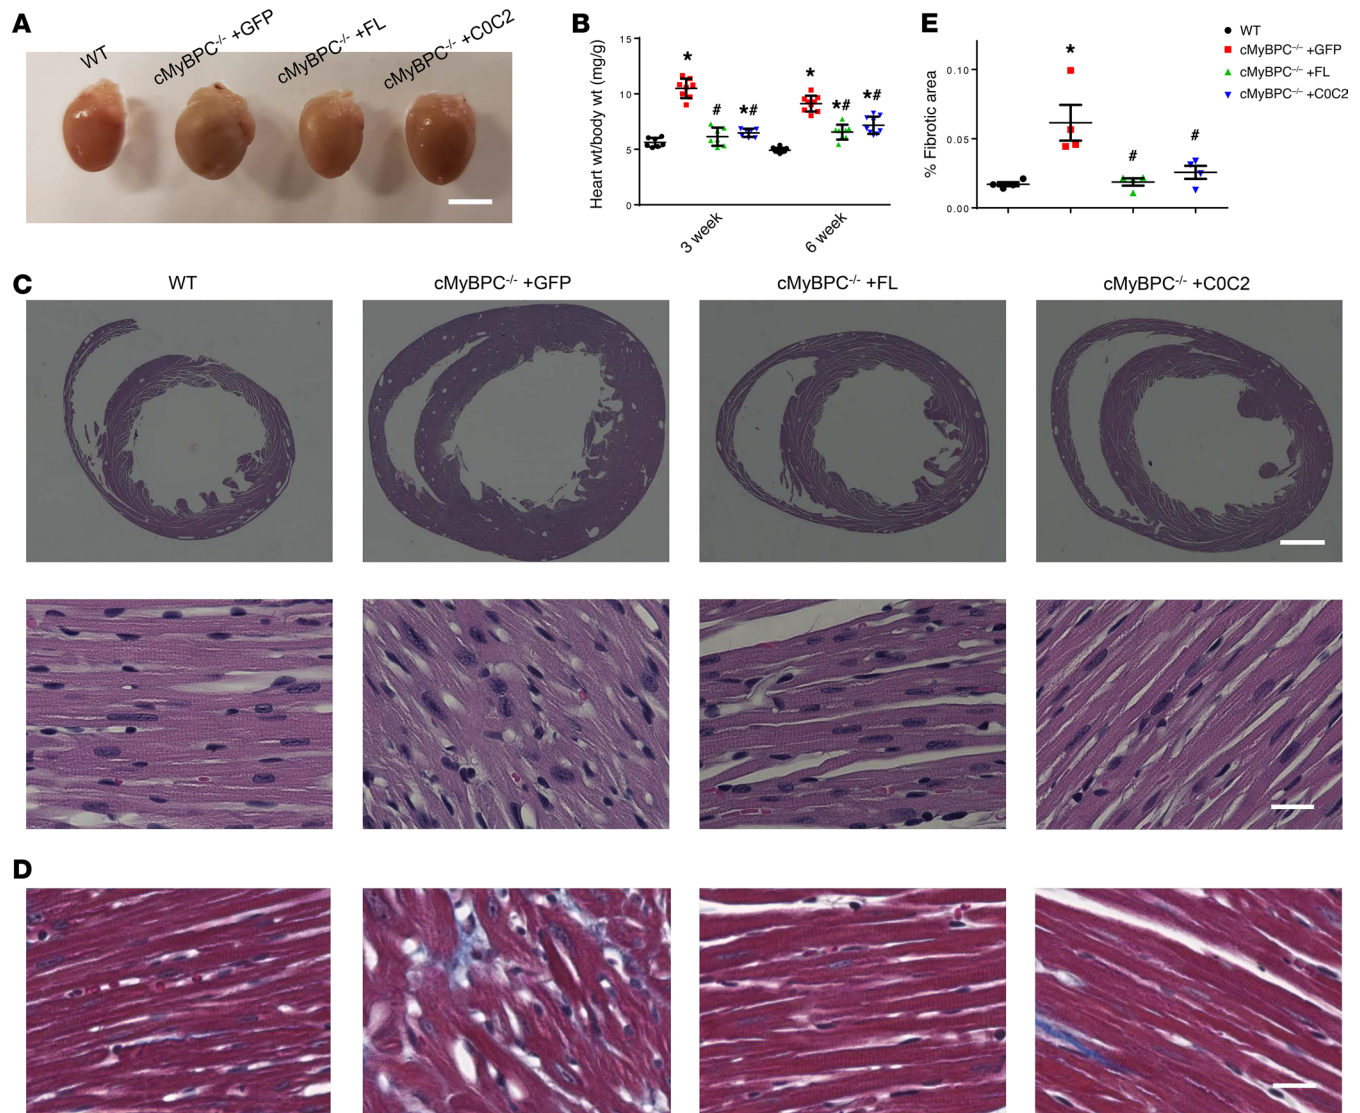 A
WT
cMyBPC-/- +GFP
cMyBPC-/- +FL
cMyBPC-/- +C0C2
B
Heart wt/body wt (mg/g)
15
10
5
0
*
#
*#
*
*#
*#
3 week
6 week
E
% Fibrotic area
0.10
0.05
0.00
*
#
#
WT
cMyBPC-/- +GFP
cMyBPC-/- +FL
cMyBPC-/- +C0C2
C
WT
cMyBPC-/- +GFP
cMyBPC-/- +FL
cMyBPC-/- +C0C2
D